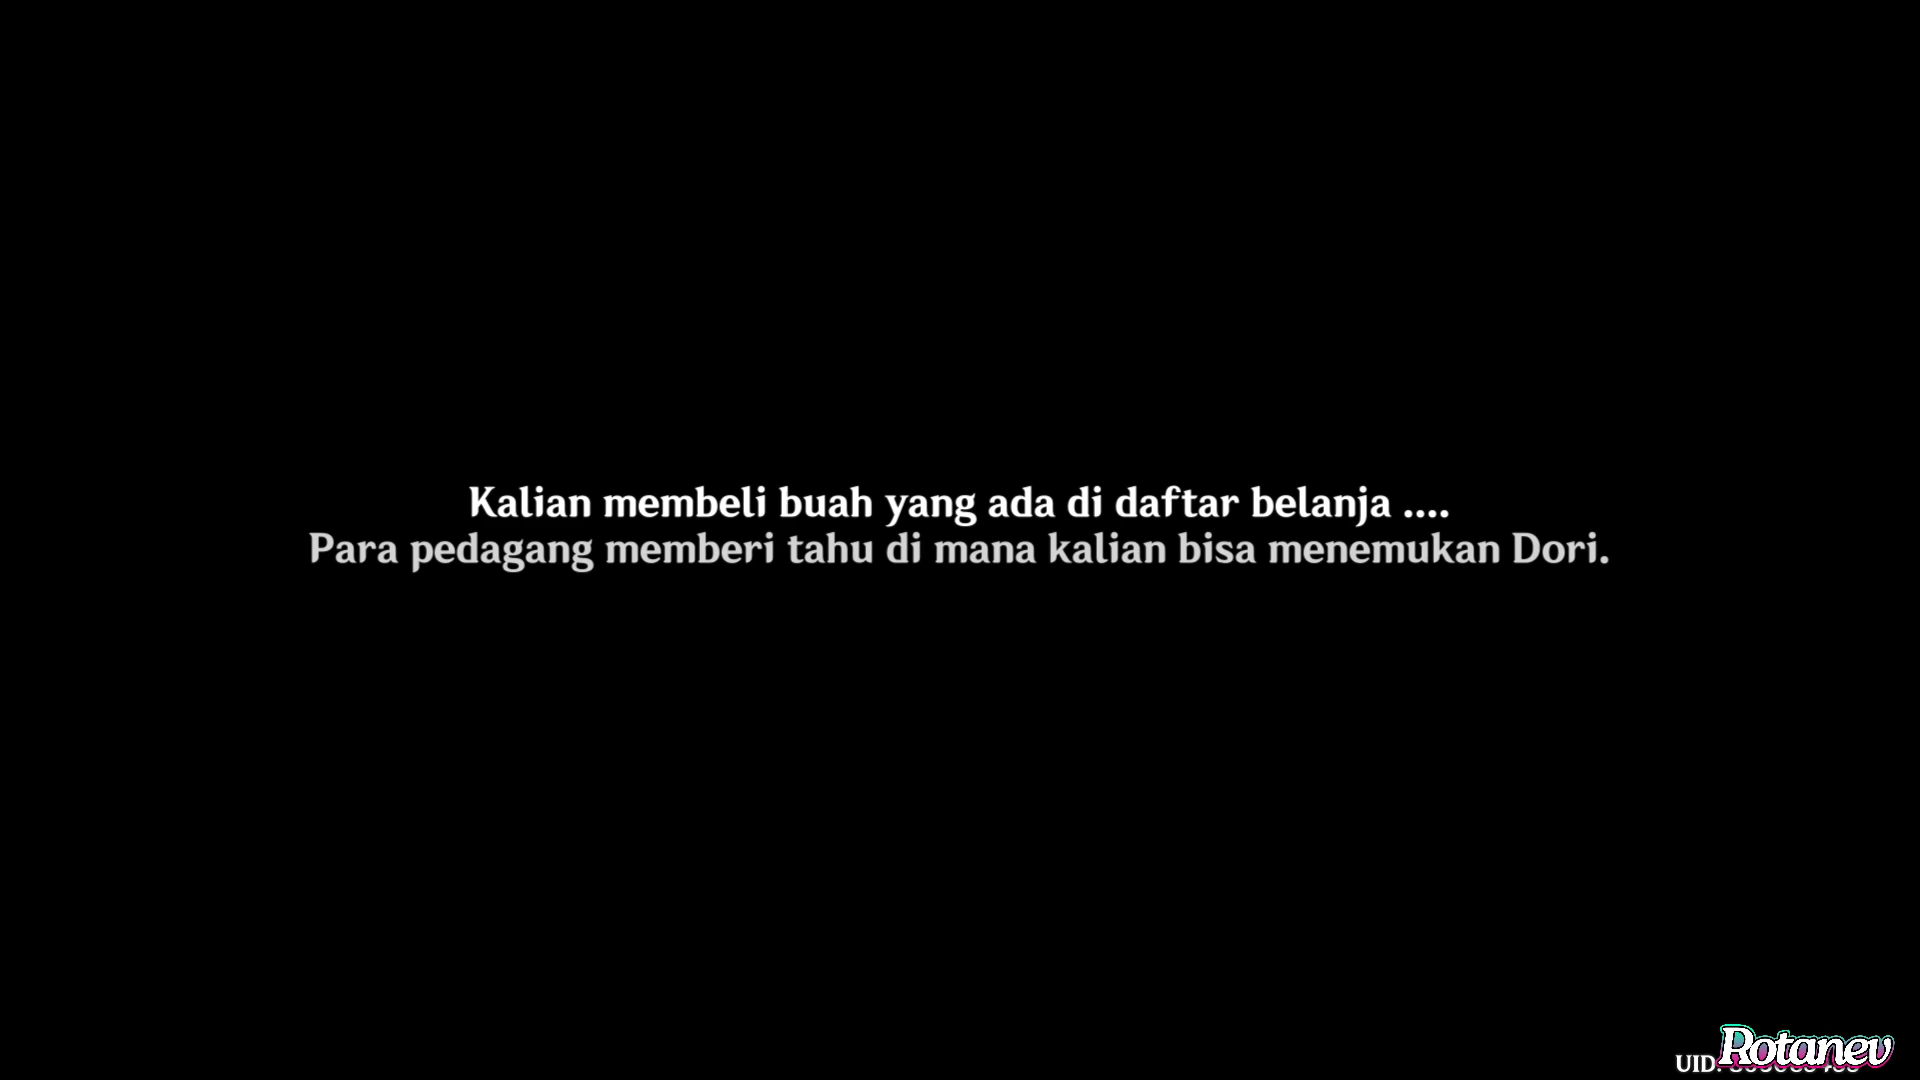 Kalian membeli buah yang ada di daftar belanja ....
Para pedagang memberi tahu di mana kalian bisa menemukan Dori.
UID:
Rotanev